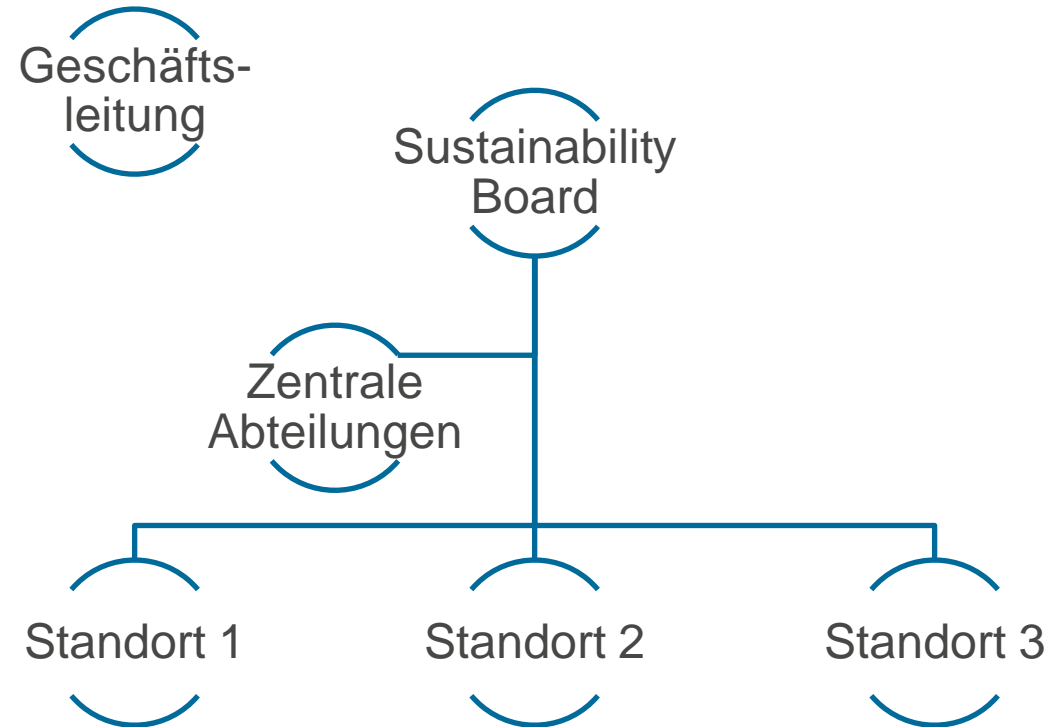 Geschäfts-
leitung
Sustainability
Board
Zentrale
Abteilungen
Standort 1
Standort 2
Standort 3